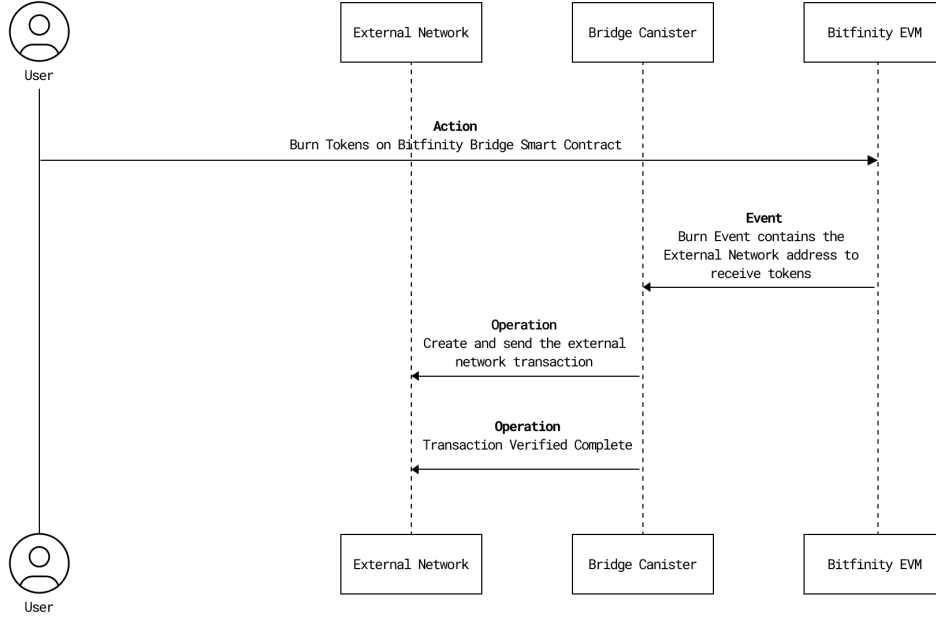 External Network
Bridge Canister
Bitfinity EVM
User
Action
Burn Tokens on Bitfinity Bridge Smart Contract
Event
Burn Event contains the
External Network address to
receive tokens
Operation
Create and send the external
network transaction
Operation
Transaction Verified Complete
External Network
Bridge Canister
Bitfinity EVM
User